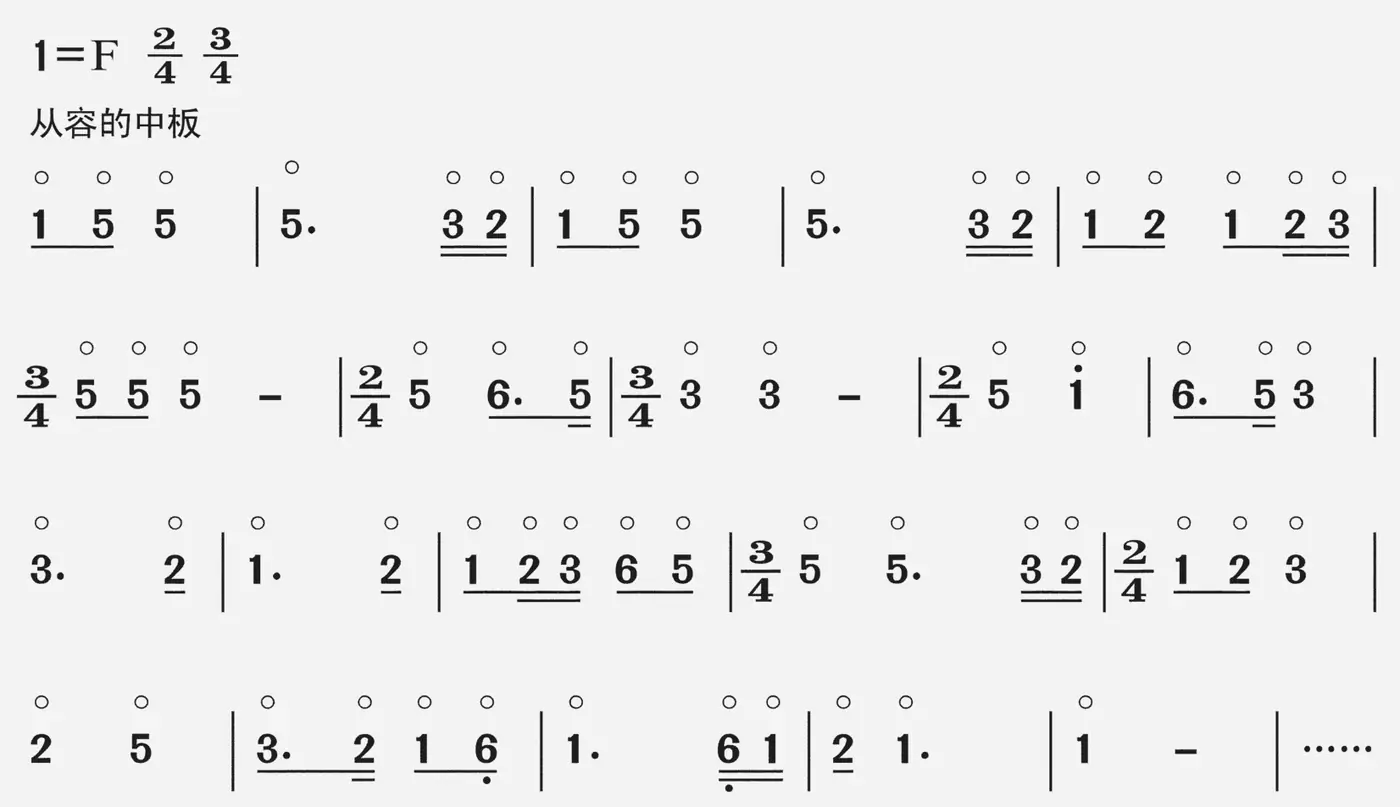 1=F 2/4 3/4
从容的中板
1 5 5 | 5. 3 2 | 1 5 5 | 5. 3 2 | 1 2 1 2 3 |
3/4 5 5 5 – | 2/4 5 6. 5 | 3/4 3 3 – | 2/4 5 1̇ | 6. 5 3 |
3. 2 | 1. 2 | 1 2 3 6 5 | 3/4 5 5. 3 2 | 2/4 1 2 3 |
2 5 | 3. 2 1 6̣ | 1. 6̣ 1 | 2 1. | 1 – | ……